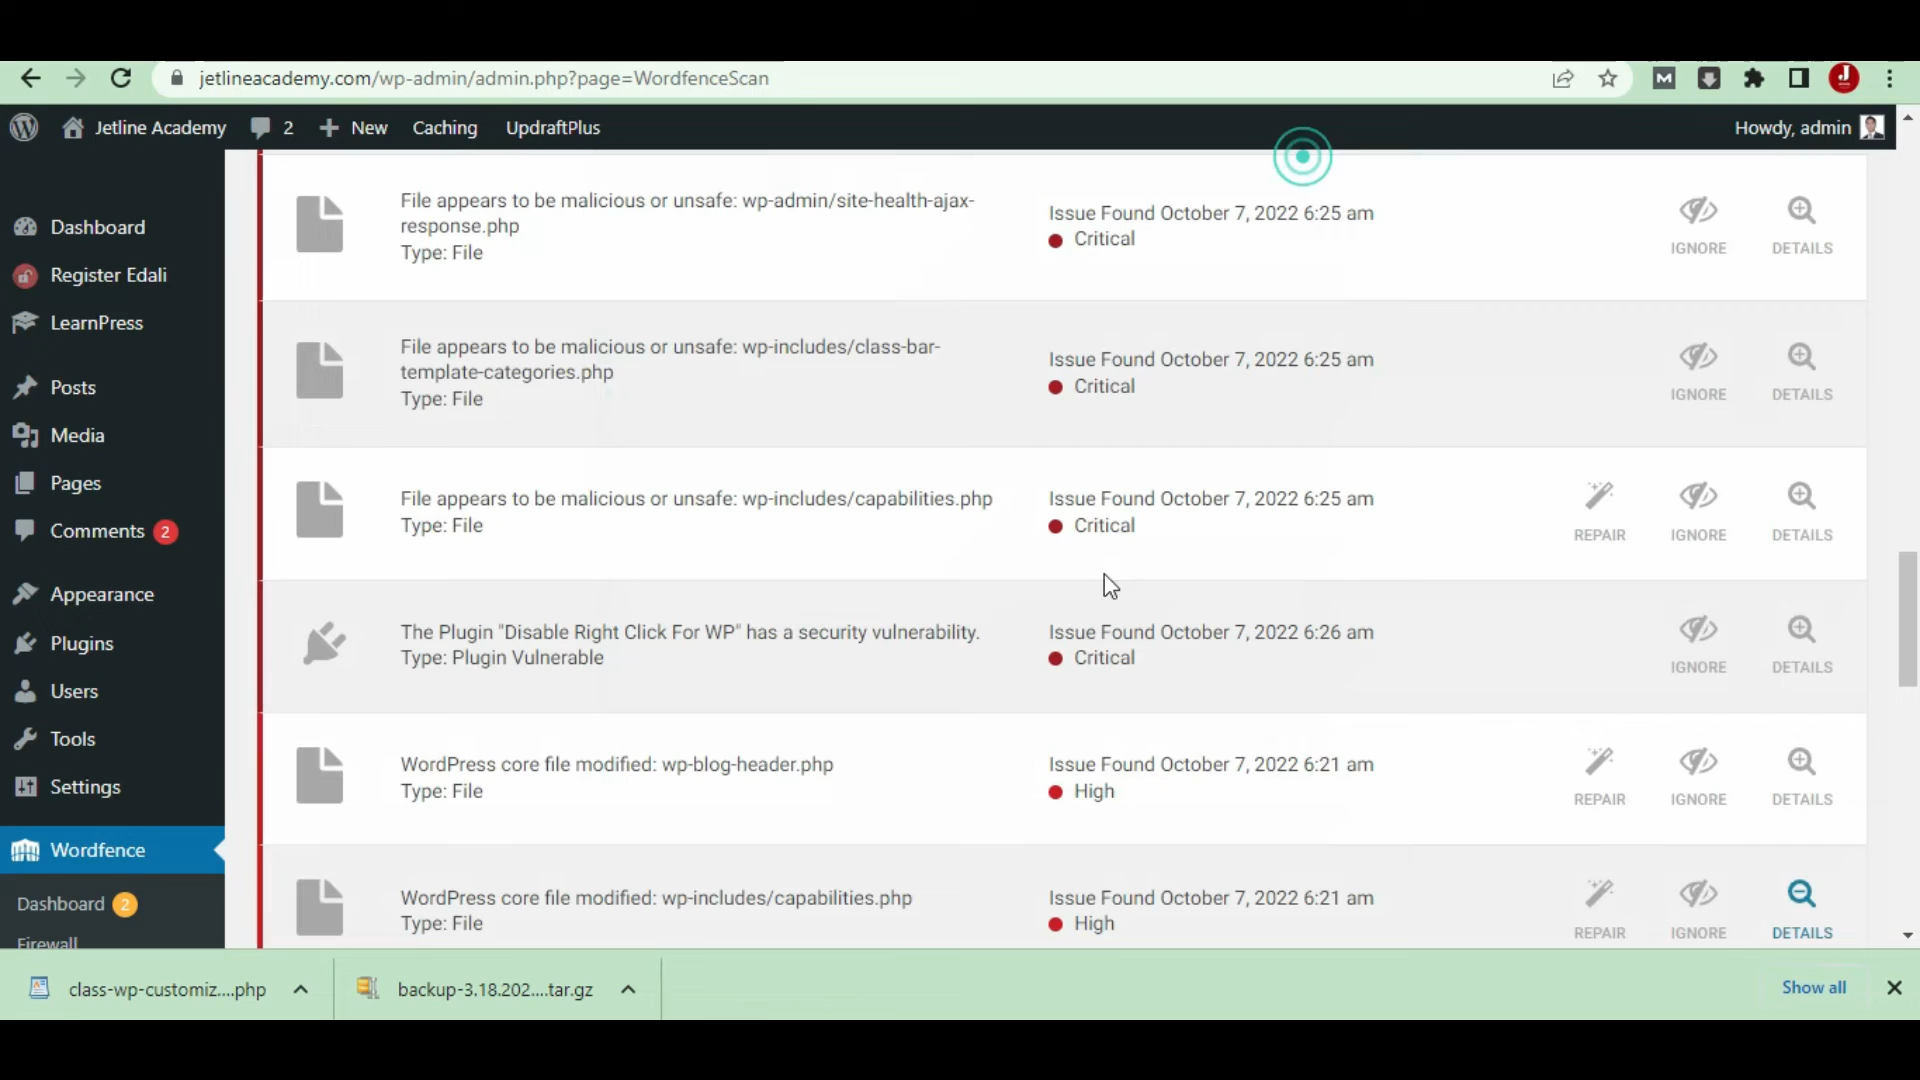 jetlineacademy.com/wp-admin/admin.php?page=WordfenceScan
M
J
Jetline Academy
2
New
Caching
UpdraftPlus
Howdy, admin
Dashboard
Register Edali
LearnPress
Posts
Media
Pages
Comments 2
Appearance
Plugins
Users
Tools
Settings
Wordfence
Dashboard 2
Firewall
File appears to be malicious or unsafe: wp-admin/site-health-ajax-
response.php
Type: File
Issue Found October 7, 2022 6:25 am
Critical
IGNORE
DETAILS
File appears to be malicious or unsafe: wp-includes/class-bar-
template-categories.php
Type: File
Issue Found October 7, 2022 6:25 am
Critical
IGNORE
DETAILS
File appears to be malicious or unsafe: wp-includes/capabilities.php
Type: File
Issue Found October 7, 2022 6:25 am
Critical
REPAIR
IGNORE
DETAILS
The Plugin "Disable Right Click For WP" has a security vulnerability.
Type: Plugin Vulnerable
Issue Found October 7, 2022 6:26 am
Critical
IGNORE
DETAILS
WordPress core file modified: wp-blog-header.php
Type: File
Issue Found October 7, 2022 6:21 am
High
REPAIR
IGNORE
DETAILS
WordPress core file modified: wp-includes/capabilities.php
Type: File
Issue Found October 7, 2022 6:21 am
High
REPAIR
IGNORE
DETAILS
class-wp-customiz....php
backup-3.18.202....tar.gz
Show all